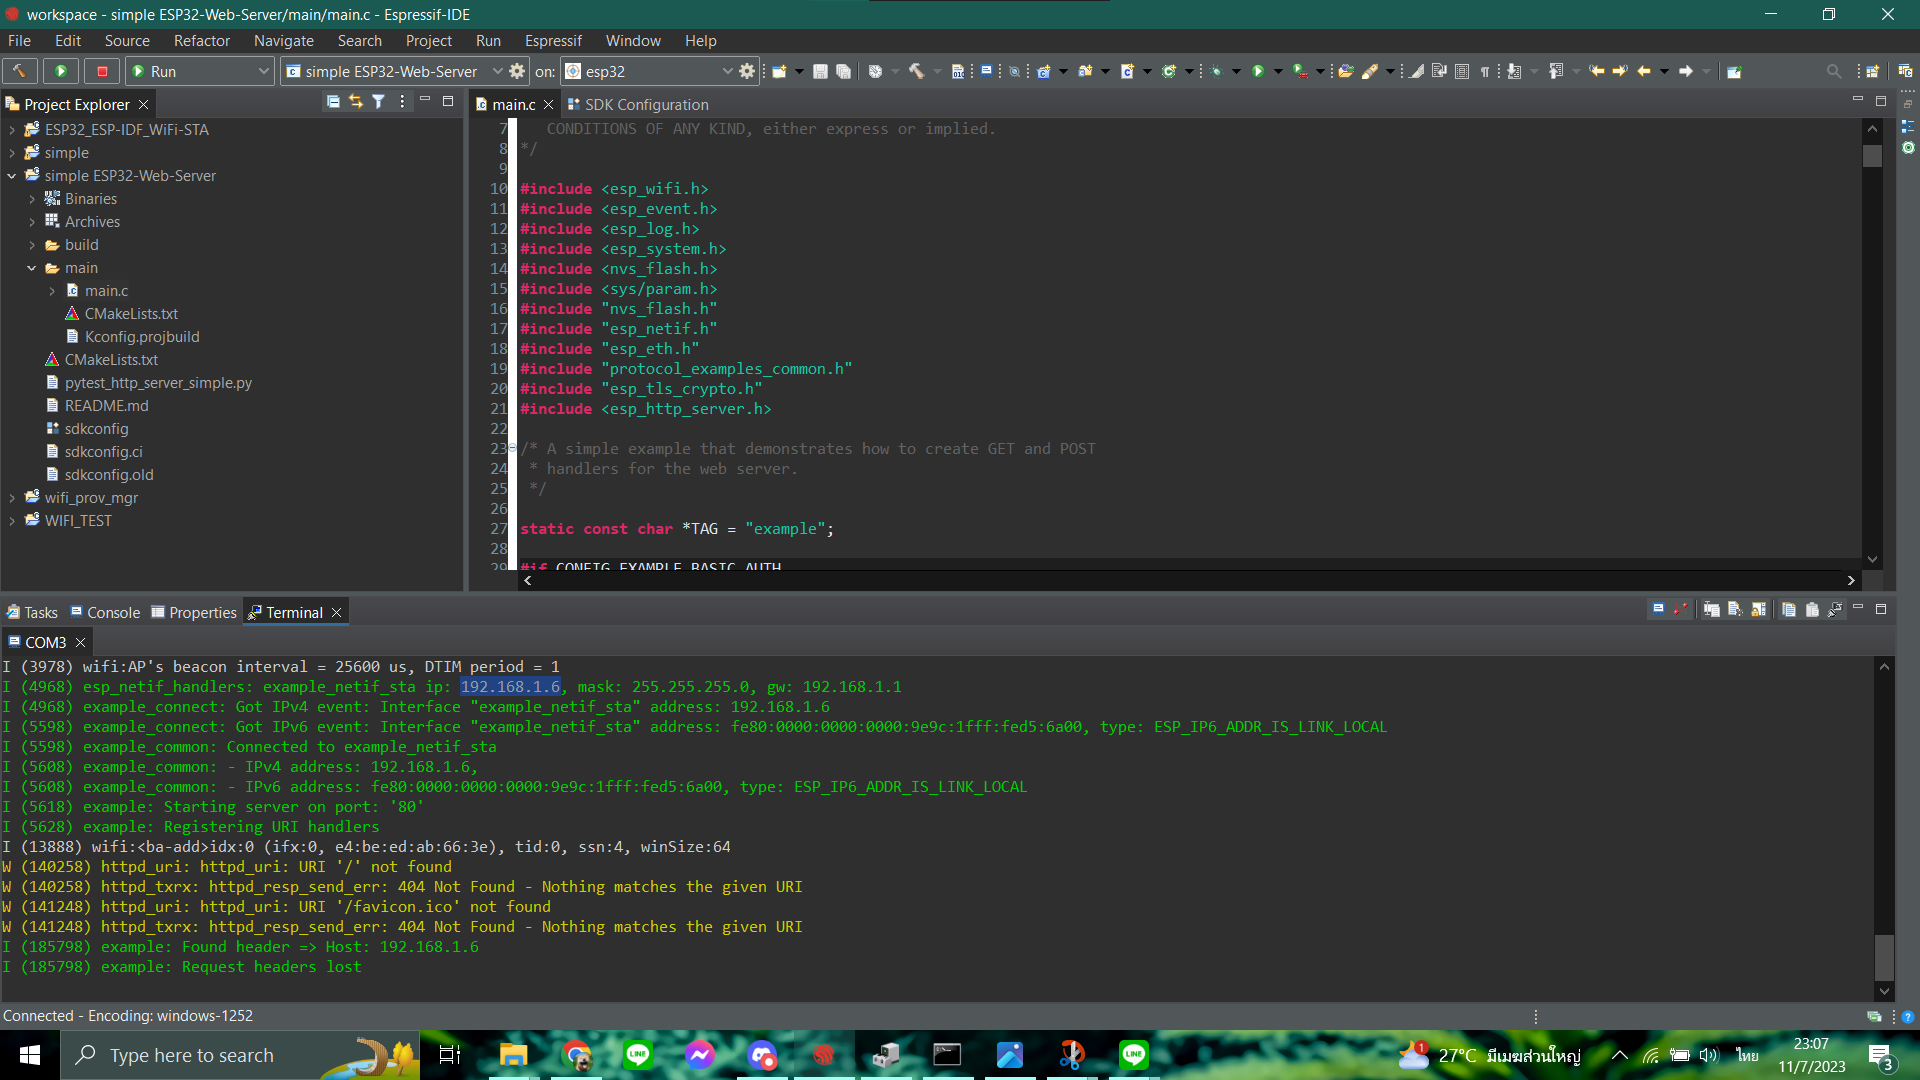 workspace - simple ESP32-Web-Server/main/main.c - Espressif-IDE
File Edit Source Refactor Navigate Search Project Run Espressif Window Help
Run simple ESP32-Web-Server on: esp32
Project Explorer
ESP32_ESP-IDF_WiFi-STA
simple
simple ESP32-Web-Server
Binaries
Archives
build
main
main.c
CMakeLists.txt
Kconfig.projbuild
CMakeLists.txt
pytest_http_server_simple.py
README.md
sdkconfig
sdkconfig.ci
sdkconfig.old
wifi_prov_mgr
WIFI_TEST
main.c SDK Configuration
7 CONDITIONS OF ANY KIND, either express or implied.
8 */
9
10 #include <esp_wifi.h>
11 #include <esp_event.h>
12 #include <esp_log.h>
13 #include <esp_system.h>
14 #include <nvs_flash.h>
15 #include <sys/param.h>
16 #include "nvs_flash.h"
17 #include "esp_netif.h"
18 #include "esp_eth.h"
19 #include "protocol_examples_common.h"
20 #include "esp_tls_crypto.h"
21 #include <esp_http_server.h>
22
23 /* A simple example that demonstrates how to create GET and POST
24 * handlers for the web server.
25 */
26
27 static const char *TAG = "example";
28
29 #if CONFIG_EXAMPLE_BASIC_AUTH
Tasks Console Properties Terminal
COM3
I (3978) wifi:AP's beacon interval = 25600 us, DTIM period = 1
I (4968) esp_netif_handlers: example_netif_sta ip: 192.168.1.6, mask: 255.255.255.0, gw: 192.168.1.1
I (4968) example_connect: Got IPv4 event: Interface "example_netif_sta" address: 192.168.1.6
I (5598) example_connect: Got IPv6 event: Interface "example_netif_sta" address: fe80:0000:0000:0000:9e9c:1fff:fed5:6a00, type: ESP_IP6_ADDR_IS_LINK_LOCAL
I (5598) example_common: Connected to example_netif_sta
I (5608) example_common: - IPv4 address: 192.168.1.6,
I (5608) example_common: - IPv6 address: fe80:0000:0000:0000:9e9c:1fff:fed5:6a00, type: ESP_IP6_ADDR_IS_LINK_LOCAL
I (5618) example: Starting server on port: '80'
I (5628) example: Registering URI handlers
I (13888) wifi:<ba-add>idx:0 (ifx:0, e4:be:ed:ab:66:3e), tid:0, ssn:4, winSize:64
W (140258) httpd_uri: httpd_uri: URI '/' not found
W (140258) httpd_txrx: httpd_resp_send_err: 404 Not Found - Nothing matches the given URI
W (141248) httpd_uri: httpd_uri: URI '/favicon.ico' not found
W (141248) httpd_txrx: httpd_resp_send_err: 404 Not Found - Nothing matches the given URI
I (185798) example: Found header => Host: 192.168.1.6
I (185798) example: Request headers lost
Connected - Encoding: windows-1252
Type here to search
LINE
LINE
1
27°C มีเมฆส่วนใหญ่
ไทย
23:07
11/7/2023
3